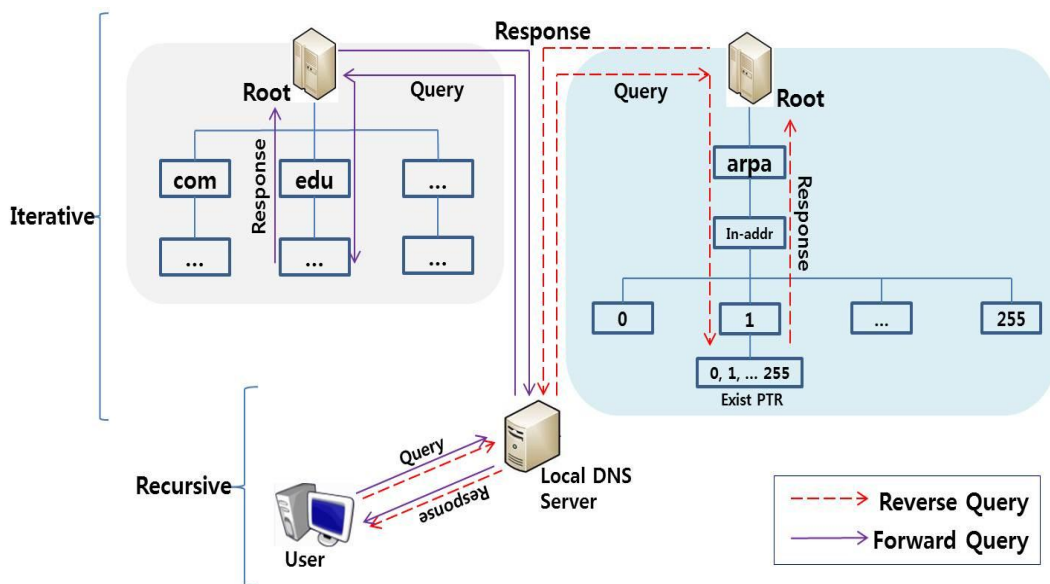 Response
Query
Root
Response
com
edu
...
...
...
...
Iterative
Query
Root
arpa
In-addr
Response
0
1
...
255
0, 1, ... 255
Exist PTR
Recursive
Query
Response
Local DNS
Server
User
Reverse Query
Forward Query